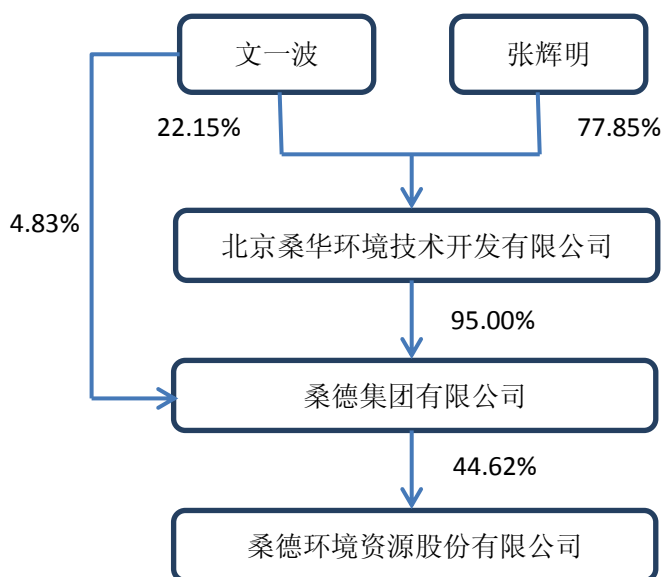 文一波
张辉明
22.15%
77.85%
4.83%
北京桑华环境技术开发有限公司
95.00%
桑德集团有限公司
44.62%
桑德环境资源股份有限公司